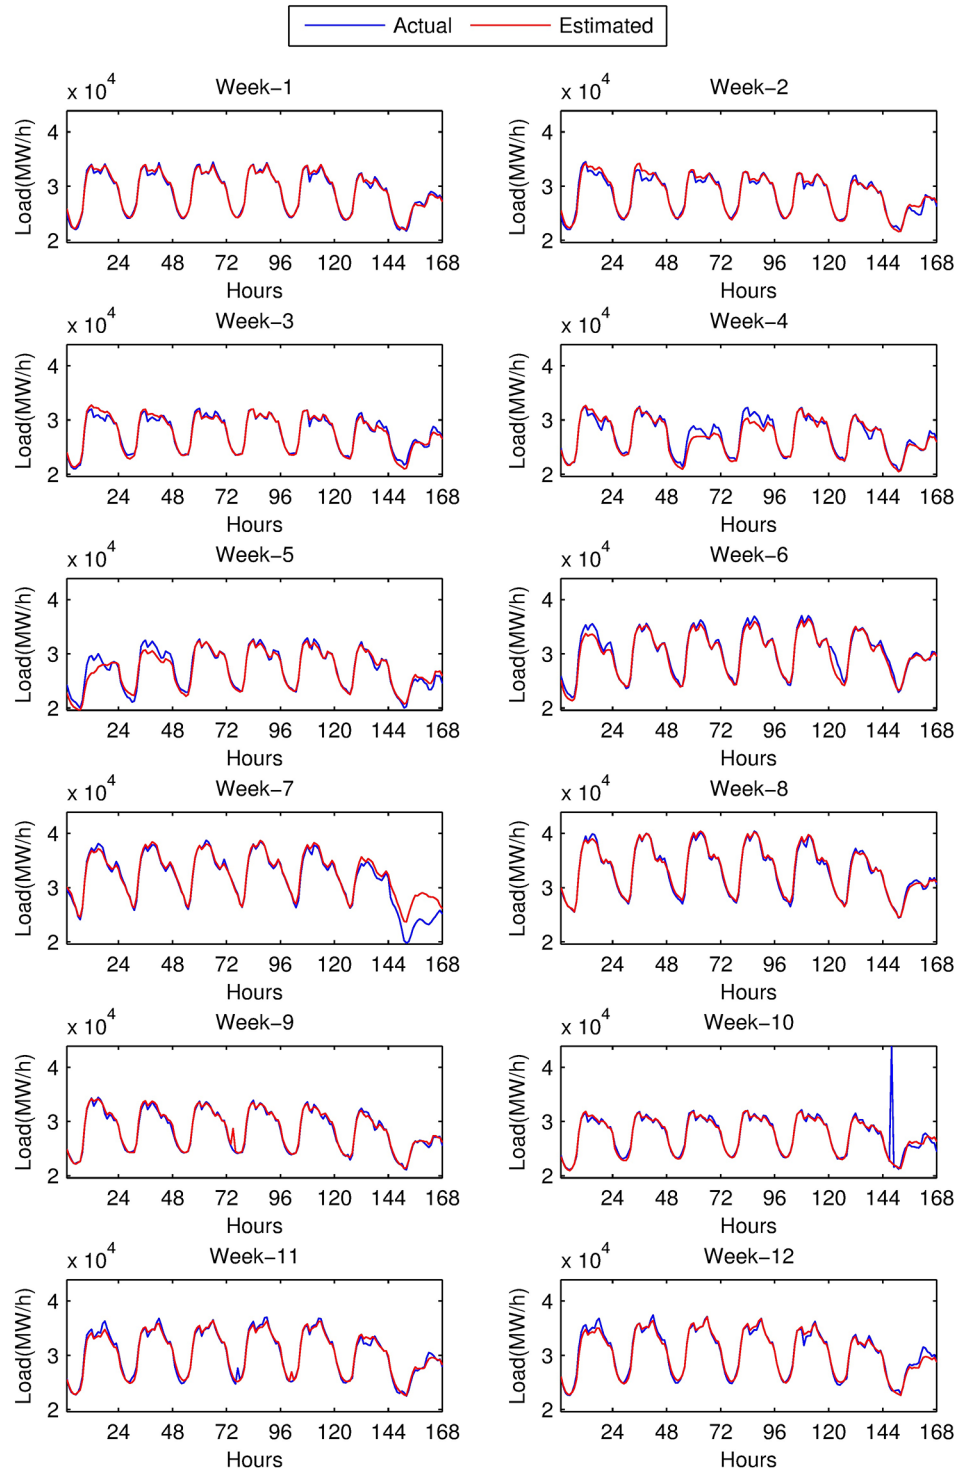 Actual Estimated
Week−1 Week−2
x 10^4 x 10^4
Load(MW/h) Load(MW/h)
4 4
3 3
2 2
24 48 72 96 120 144 168 24 48 72 96 120 144 168
Hours Hours
Week−3 Week−4
x 10^4 x 10^4
Load(MW/h) Load(MW/h)
4 4
3 3
2 2
24 48 72 96 120 144 168 24 48 72 96 120 144 168
Hours Hours
Week−5 Week−6
x 10^4 x 10^4
Load(MW/h) Load(MW/h)
4 4
3 3
2 2
24 48 72 96 120 144 168 24 48 72 96 120 144 168
Hours Hours
Week−7 Week−8
x 10^4 x 10^4
Load(MW/h) Load(MW/h)
4 4
3 3
2 2
24 48 72 96 120 144 168 24 48 72 96 120 144 168
Hours Hours
Week−9 Week−10
x 10^4 x 10^4
Load(MW/h) Load(MW/h)
4 4
3 3
2 2
24 48 72 96 120 144 168 24 48 72 96 120 144 168
Hours Hours
Week−11 Week−12
x 10^4 x 10^4
Load(MW/h) Load(MW/h)
4 4
3 3
2 2
24 48 72 96 120 144 168 24 48 72 96 120 144 168
Hours Hours